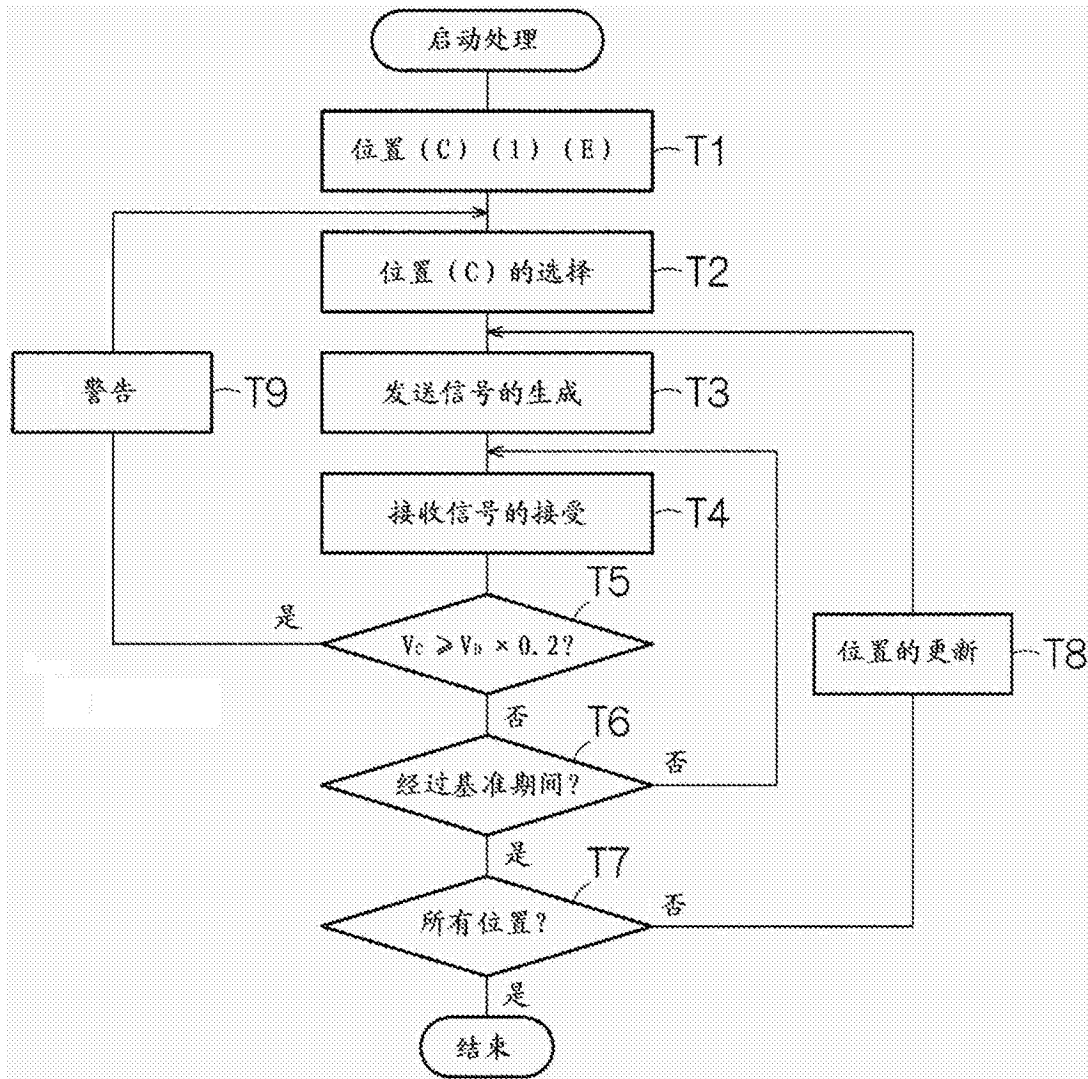 启动处理
位置(C)(1)(E)
T1
位置(C)的选择
T2
警告
T9
发送信号的生成
T3
接收信号的接受
T4
T5
是
Vc≥VB×0.2?
位置的更新
T8
否
T6
经过基准期间?
否
是
T7
所有位置?
否
是
结束